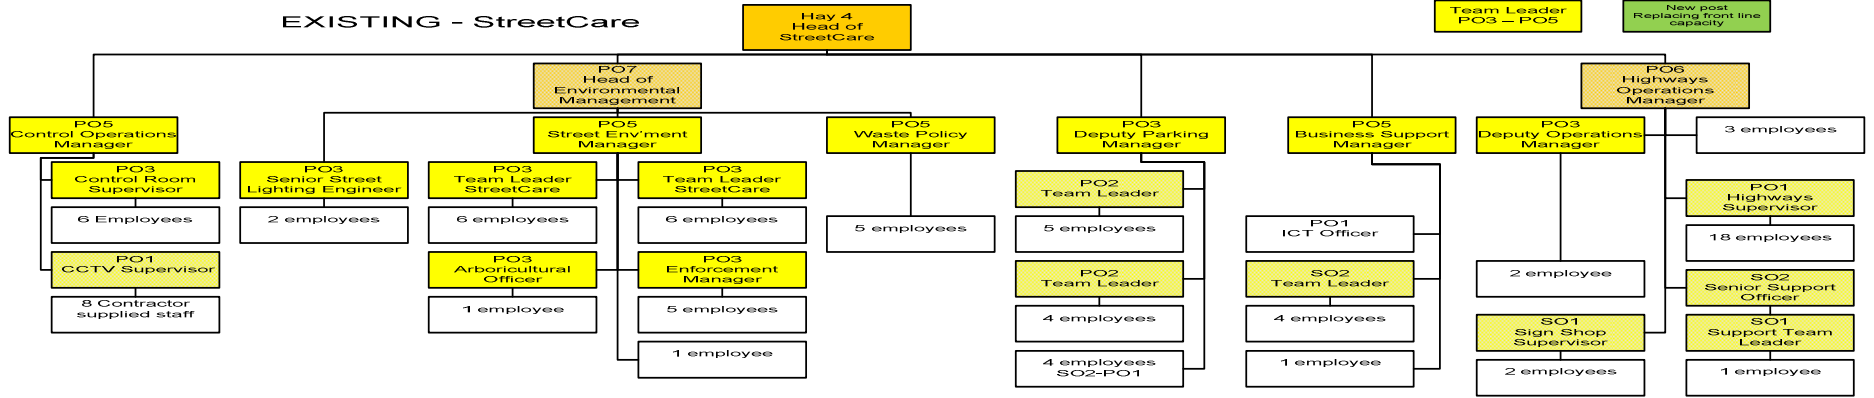 EXISTING - StreetCare
Hay 4
Head of
StreetCare
Team Leader
PO3 – PO5
New post
Replacing front line
capacity
PO7
Head of
Environmental
Management
PO6
Highways
Operations
Manager
PO5
Control Operations
Manager
PO5
Street Env'ment
Manager
PO5
Waste Policy
Manager
PO3
Deputy Parking
Manager
PO5
Business Support
Manager
PO3
Deputy Operations
Manager
3 employees
PO3
Control Room
Supervisor
6 Employees
PO1
CCTV Supervisor
8 Contractor
supplied staff
PO3
Senior Street
Lighting Engineer
2 employees
PO3
Team Leader
StreetCare
6 employees
PO3
Arboricultural
Officer
1 employee
PO3
Team Leader
StreetCare
6 employees
PO3
Enforcement
Manager
5 employees
1 employee
5 employees
PO2
Team Leader
5 employees
PO2
Team Leader
4 employees
4 employees
SO2-PO1
PO1
ICT Officer
SO2
Team Leader
4 employees
1 employee
2 employee
SO1
Sign Shop
Supervisor
2 employees
PO1
Highways
Supervisor
18 employees
SO2
Senior Support
Officer
SO1
Support Team
Leader
1 employee